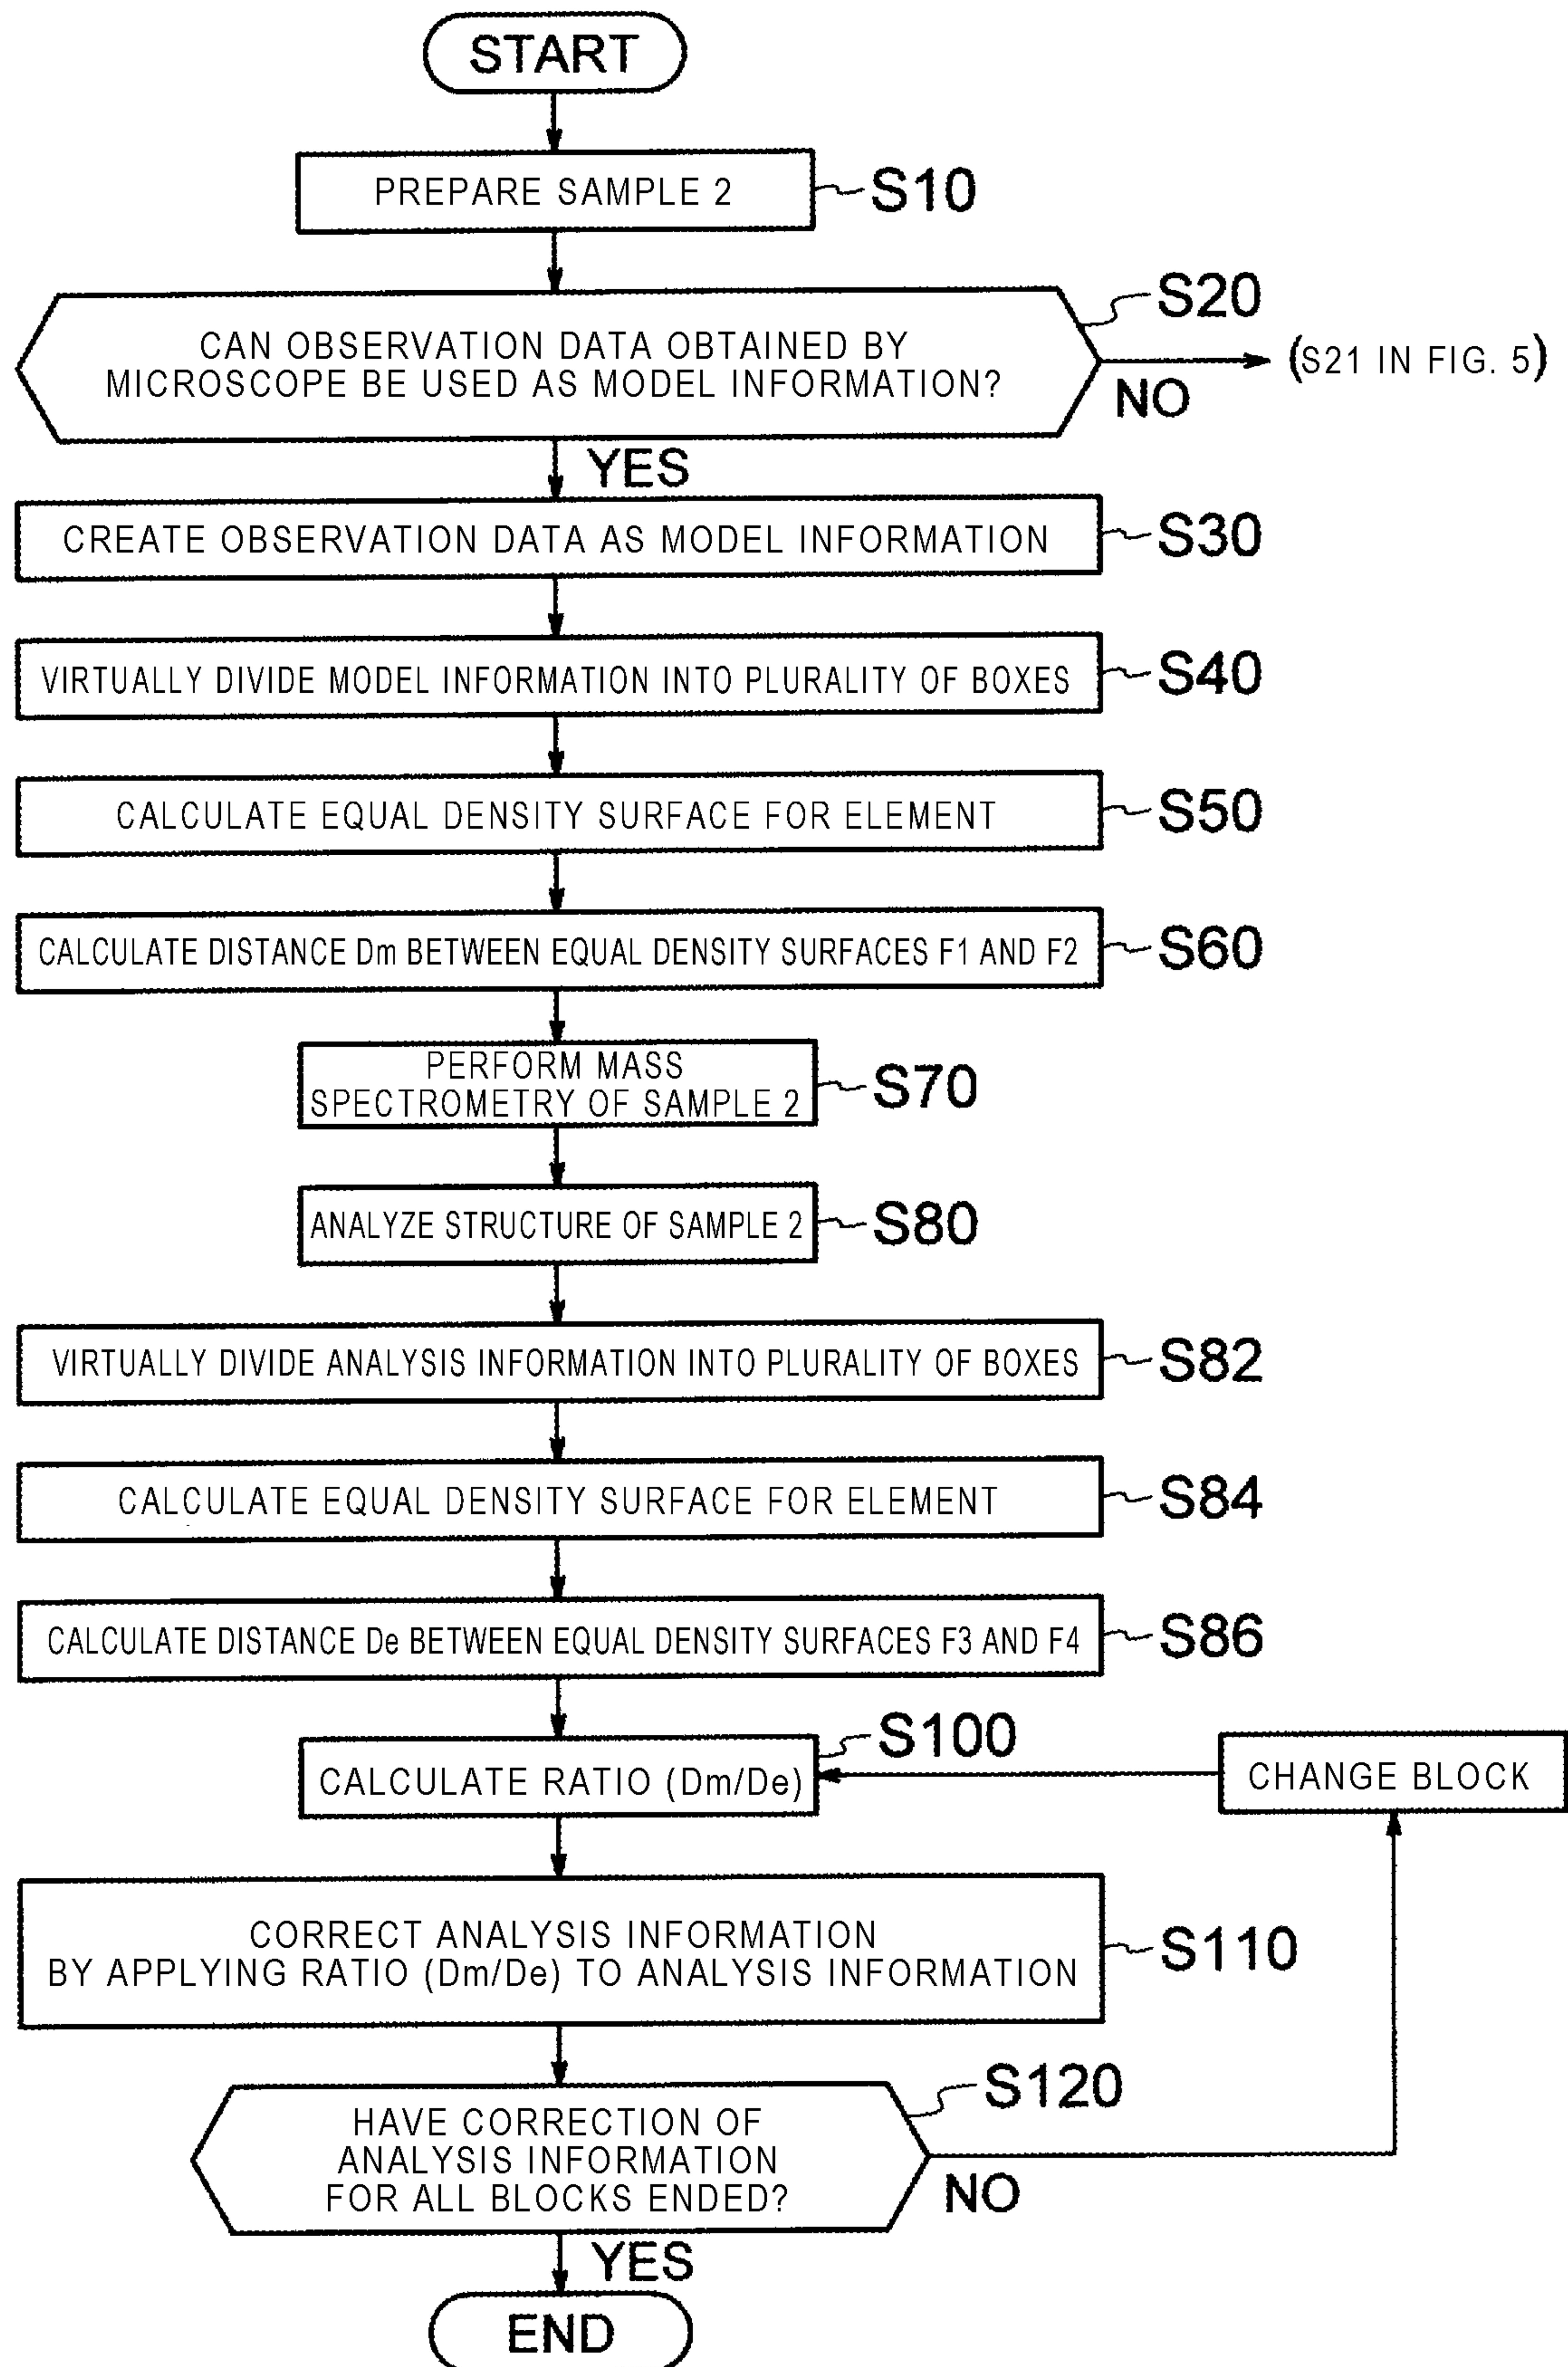 START
PREPARE SAMPLE 2
S10
S20
CAN OBSERVATION DATA OBTAINED BY
MICROSCOPE BE USED AS MODEL INFORMATION?
(S21 IN FIG. 5)
NO
YES
CREATE OBSERVATION DATA AS MODEL INFORMATION
S30
VIRTUALLY DIVIDE MODEL INFORMATION INTO PLURALITY OF BOXES
S40
CALCULATE EQUAL DENSITY SURFACE FOR ELEMENT
S50
CALCULATE DISTANCE Dm BETWEEN EQUAL DENSITY SURFACES F1 AND F2
S60
PERFORM MASS
SPECTROMETRY OF SAMPLE 2
S70
ANALYZE STRUCTURE OF SAMPLE 2
S80
VIRTUALLY DIVIDE ANALYSIS INFORMATION INTO PLURALITY OF BOXES
S82
CALCULATE EQUAL DENSITY SURFACE FOR ELEMENT
S84
CALCULATE DISTANCE De BETWEEN EQUAL DENSITY SURFACES F3 AND F4
S86
S100
CALCULATE RATIO (Dm/De)
CHANGE BLOCK
CORRECT ANALYSIS INFORMATION
BY APPLYING RATIO (Dm/De) TO ANALYSIS INFORMATION
S110
S120
HAVE CORRECTION OF
ANALYSIS INFORMATION
FOR ALL BLOCKS ENDED?
NO
YES
END